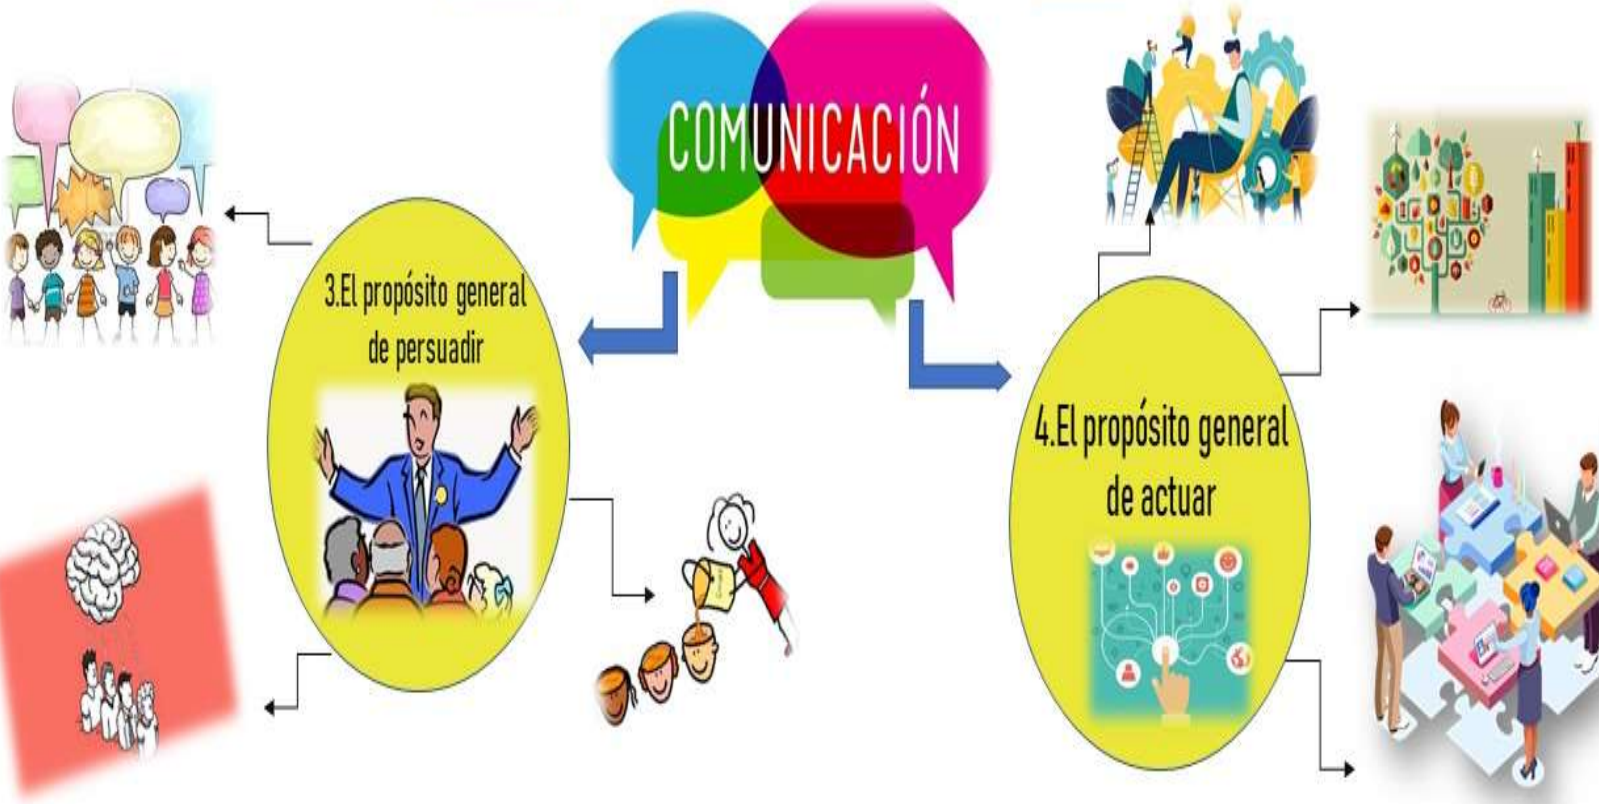 COMUNICACIÓN
3.El propósito general
de persuadir
4.El propósito general
de actuar